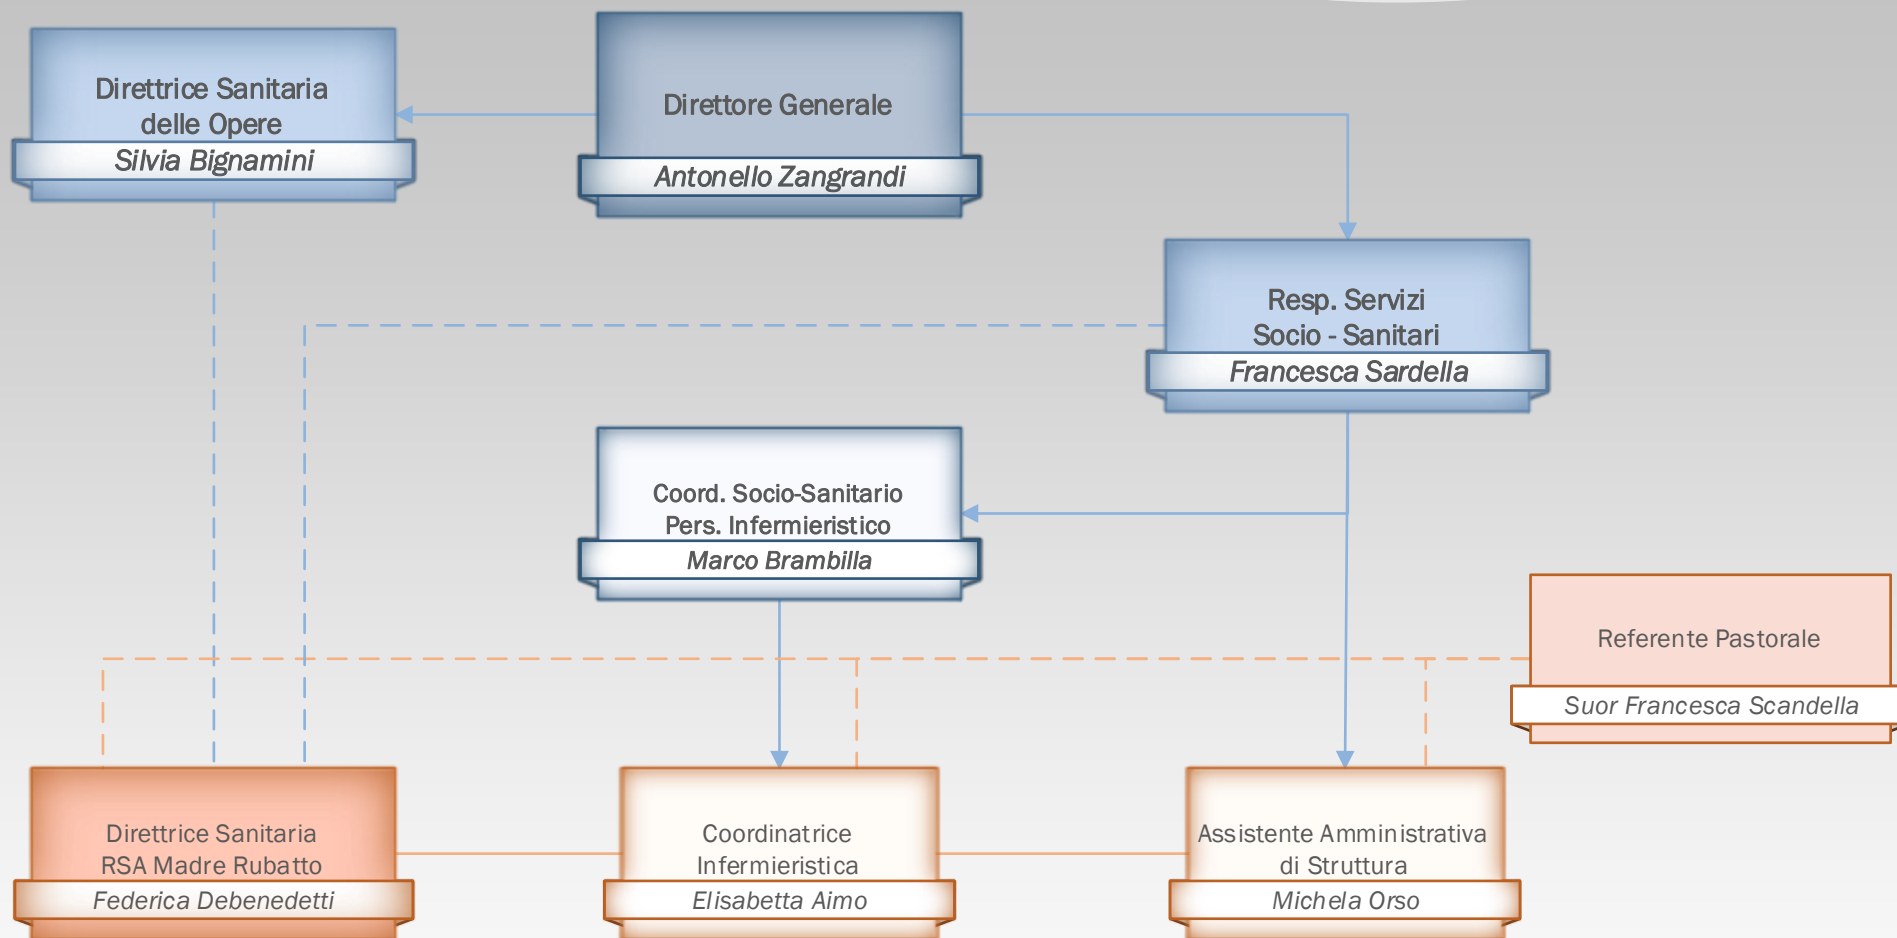 Direttrice Sanitaria
delle Opere
Silvia Bignamini
Direttore Generale
Antonello Zangrandi
Resp. Servizi
Socio - Sanitari
Francesca Sardella
Coord. Socio-Sanitario
Pers. Infermieristico
Marco Brambilla
Referente Pastorale
Suor Francesca Scandella
Direttrice Sanitaria
RSA Madre Rubatto
Federica Debenedetti
Coordinatrice
Infermieristica
Elisabetta Aimo
Assistente Amministrativa
di Struttura
Michela Orso